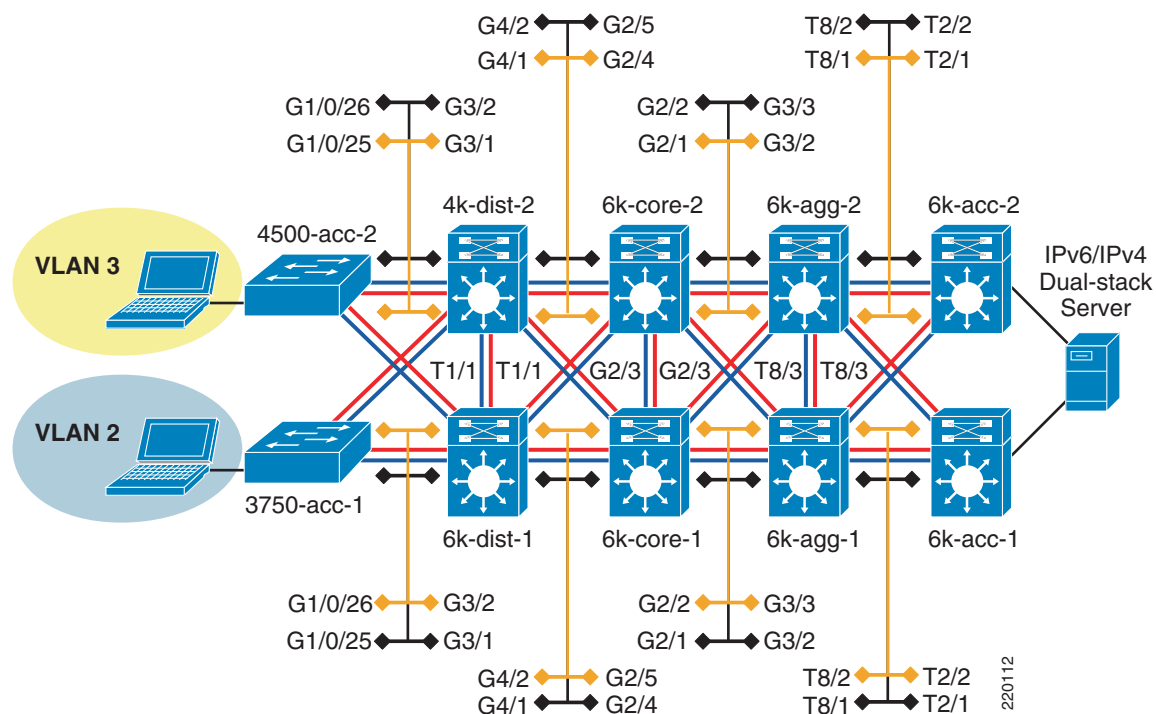 G4/2 G2/5
T8/2 T2/2
G4/1 G2/4
T8/1 T2/1
G1/0/26 G3/2
G2/2 G3/3
G1/0/25 G3/1
G2/1 G3/2
4k-dist-2
6k-core-2
6k-agg-2
6k-acc-2
4500-acc-2
IPv6/IPv4
Dual-stack
Server
VLAN 3
T1/1
T1/1
G2/3
G2/3
T8/3
T8/3
VLAN 2
3750-acc-1
6k-dist-1
6k-core-1
6k-agg-1
6k-acc-1
G1/0/26 G3/2
G2/2 G3/3
G1/0/25 G3/1
G2/1 G3/2
G4/2 G2/5
T8/2 T2/2
G4/1 G2/4
T8/1 T2/1
220112